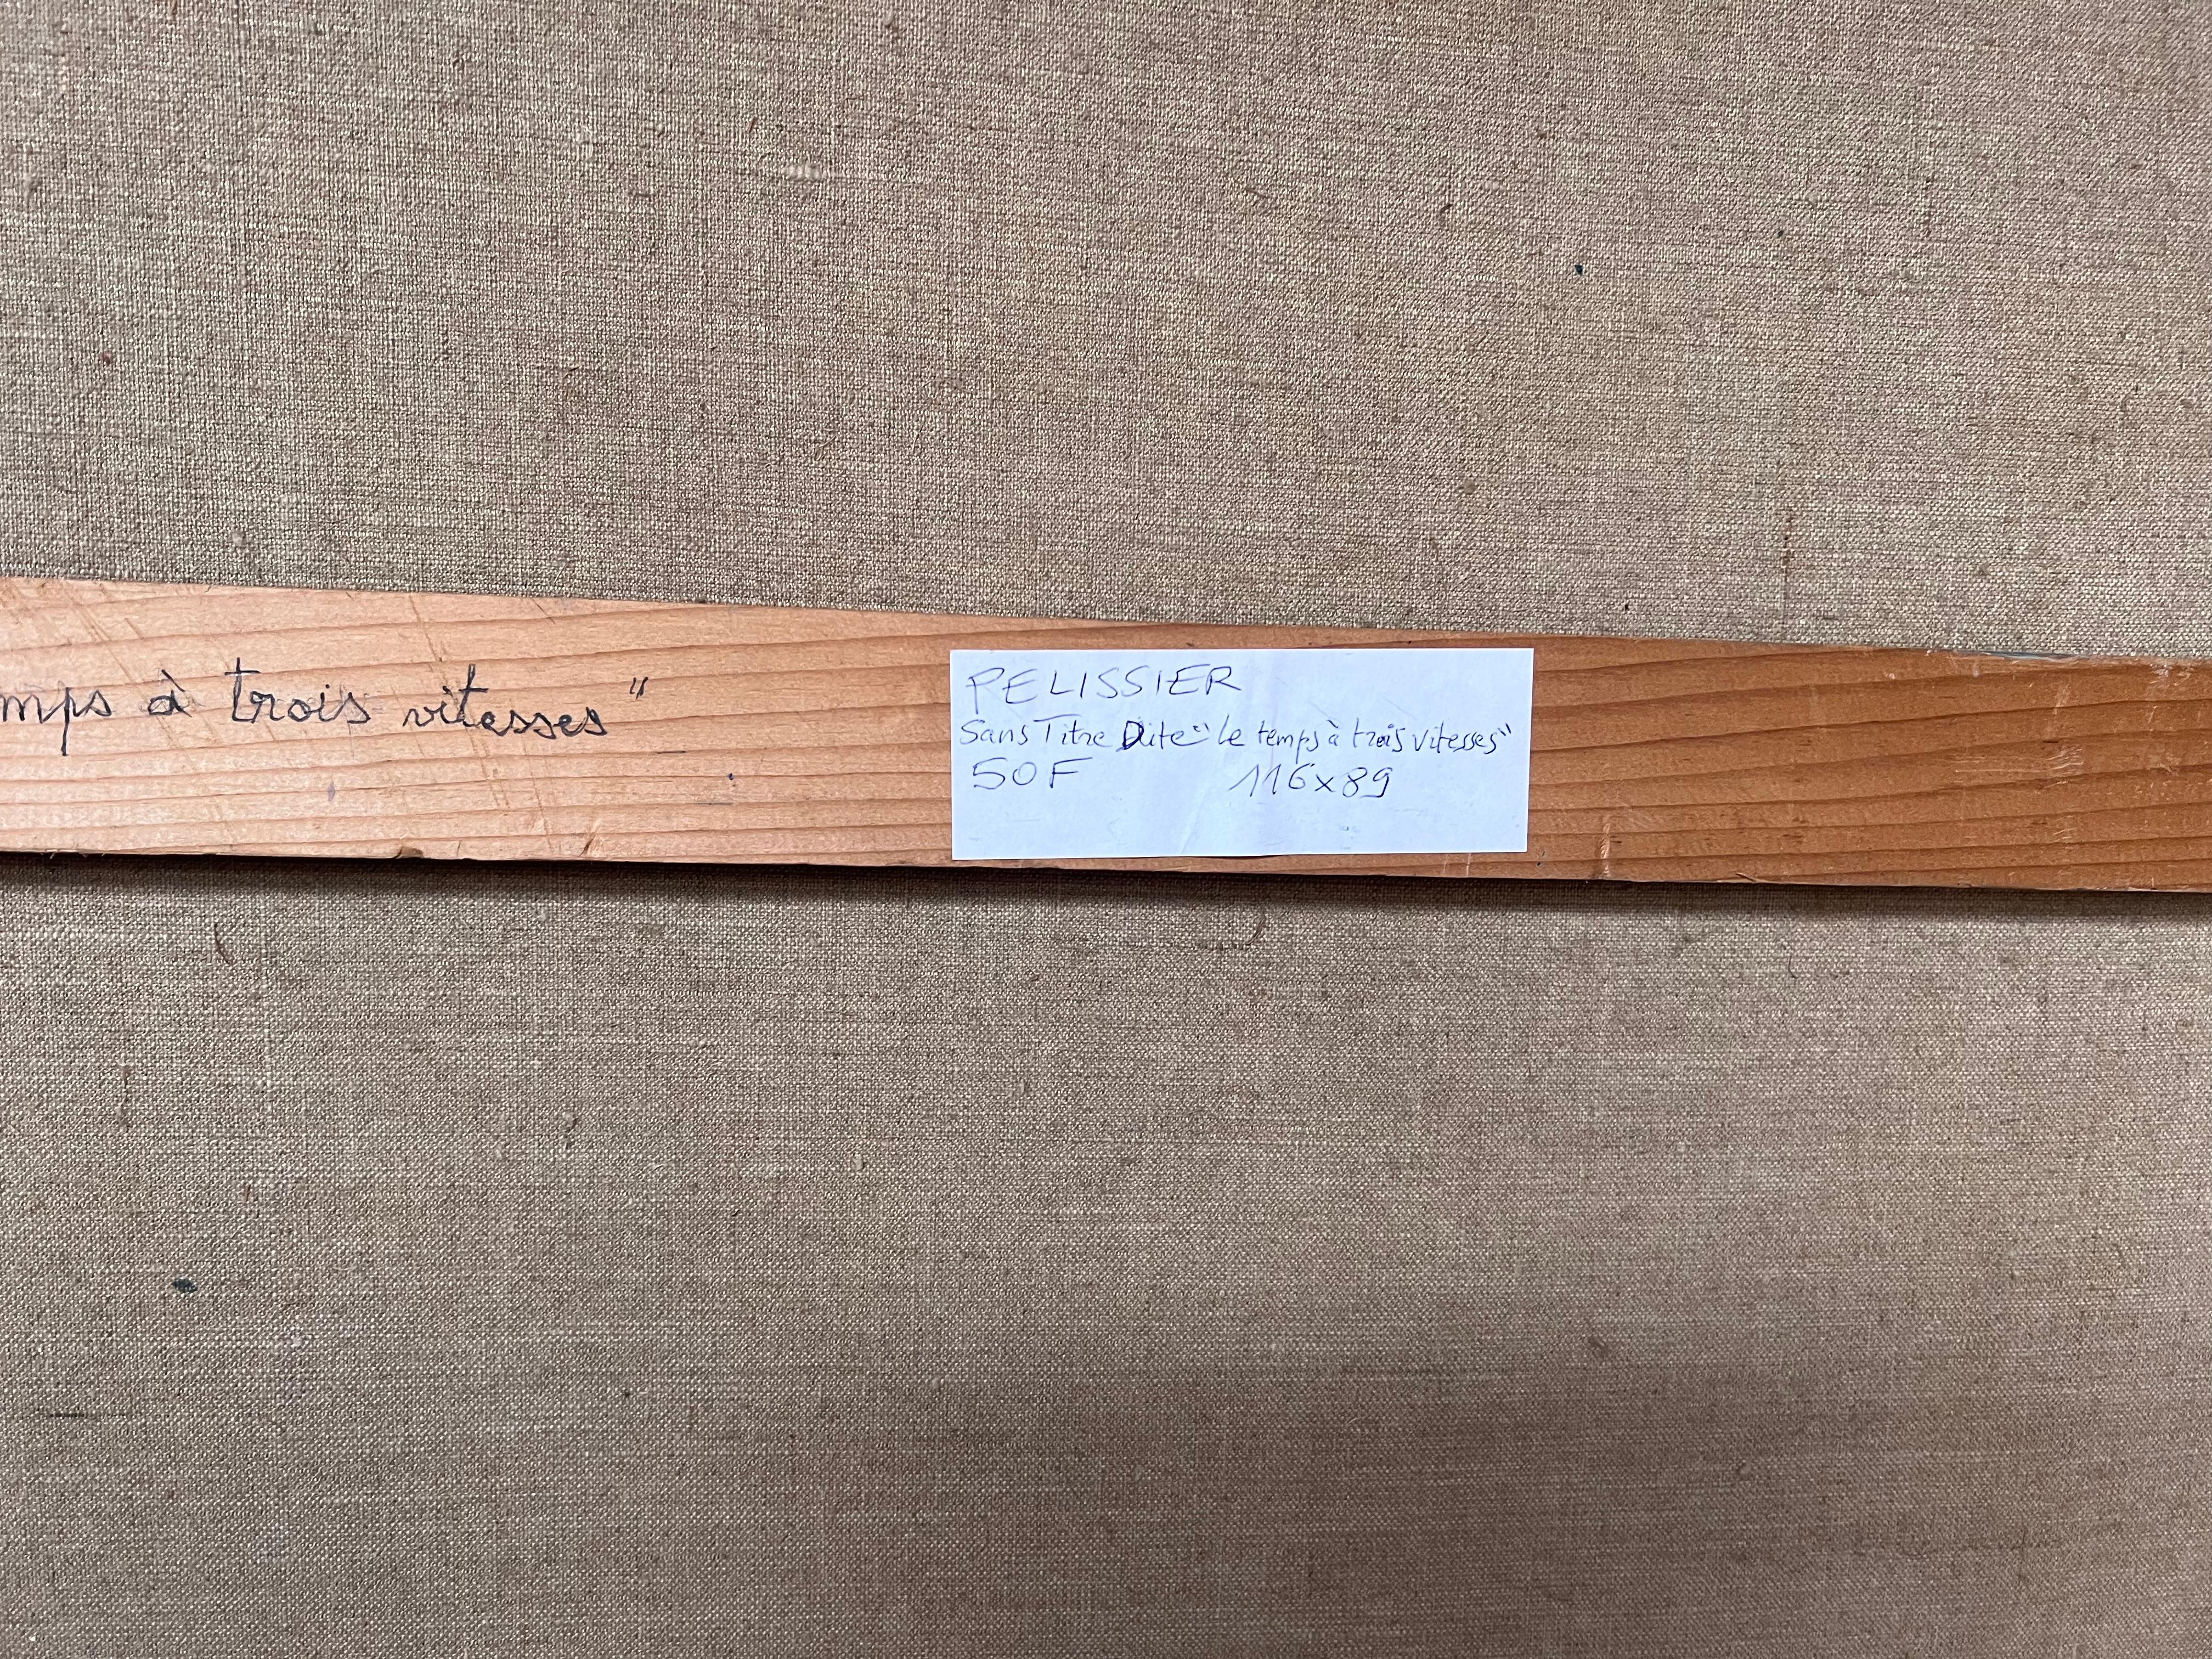 mps à trois vitesses"
PELISSIER
Sans Titre Dite "le temps à trois vitesses"
50F 116x89